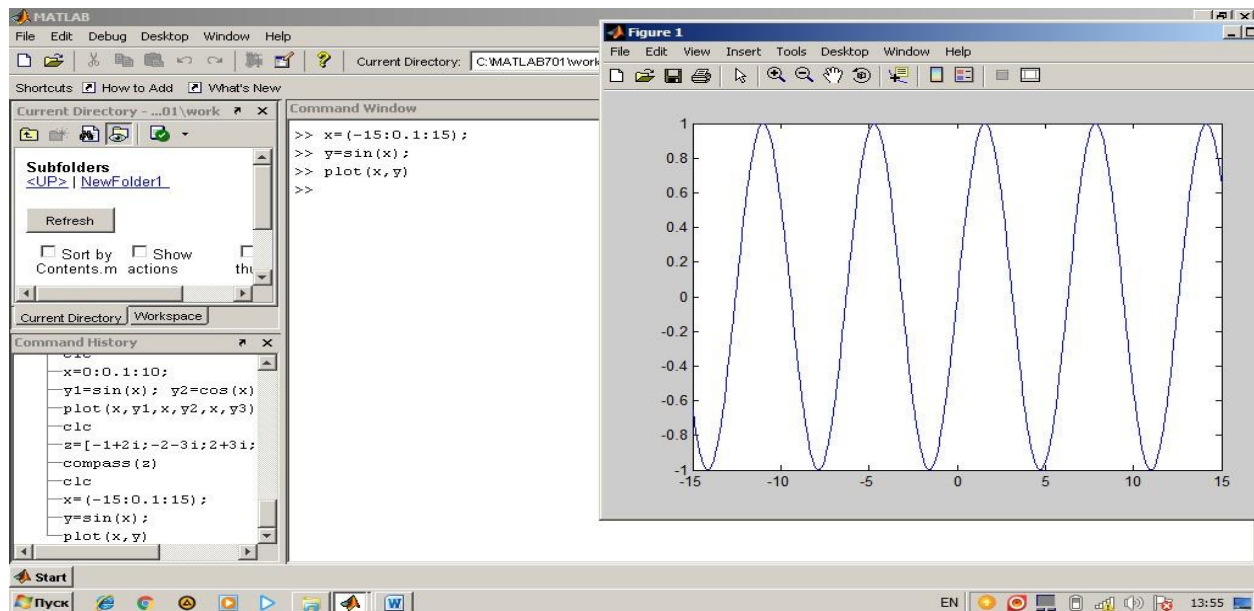 MATLAB
File Edit Debug Desktop Window Help
Current Directory: C:\MATLAB701\work
Shortcuts How to Add What's New
Current Directory - ...01\work
Subfolders
<UP> | NewFolder1
Refresh
Sort by Show
Contents.m actions
Current Directory Workspace
Command History
clc
x=0:0.1:10;
y1=sin(x); y2=cos(x)
plot(x,y1,x,y2,x,y3)
clc
z=[-1+2i;-2-3i;2+3i;
compass(z)
clc
x=(-15:0.1:15);
y=sin(x);
plot(x,y)
Command Window
>> x=(-15:0.1:15);
>> y=sin(x);
>> plot(x,y)
>>
Figure 1
File Edit View Insert Tools Desktop Window Help
1
0.8
0.6
0.4
0.2
0
-0.2
-0.4
-0.6
-0.8
-1
-15 -10 -5 0 5 10 15
Start
Пуск EN 13:55